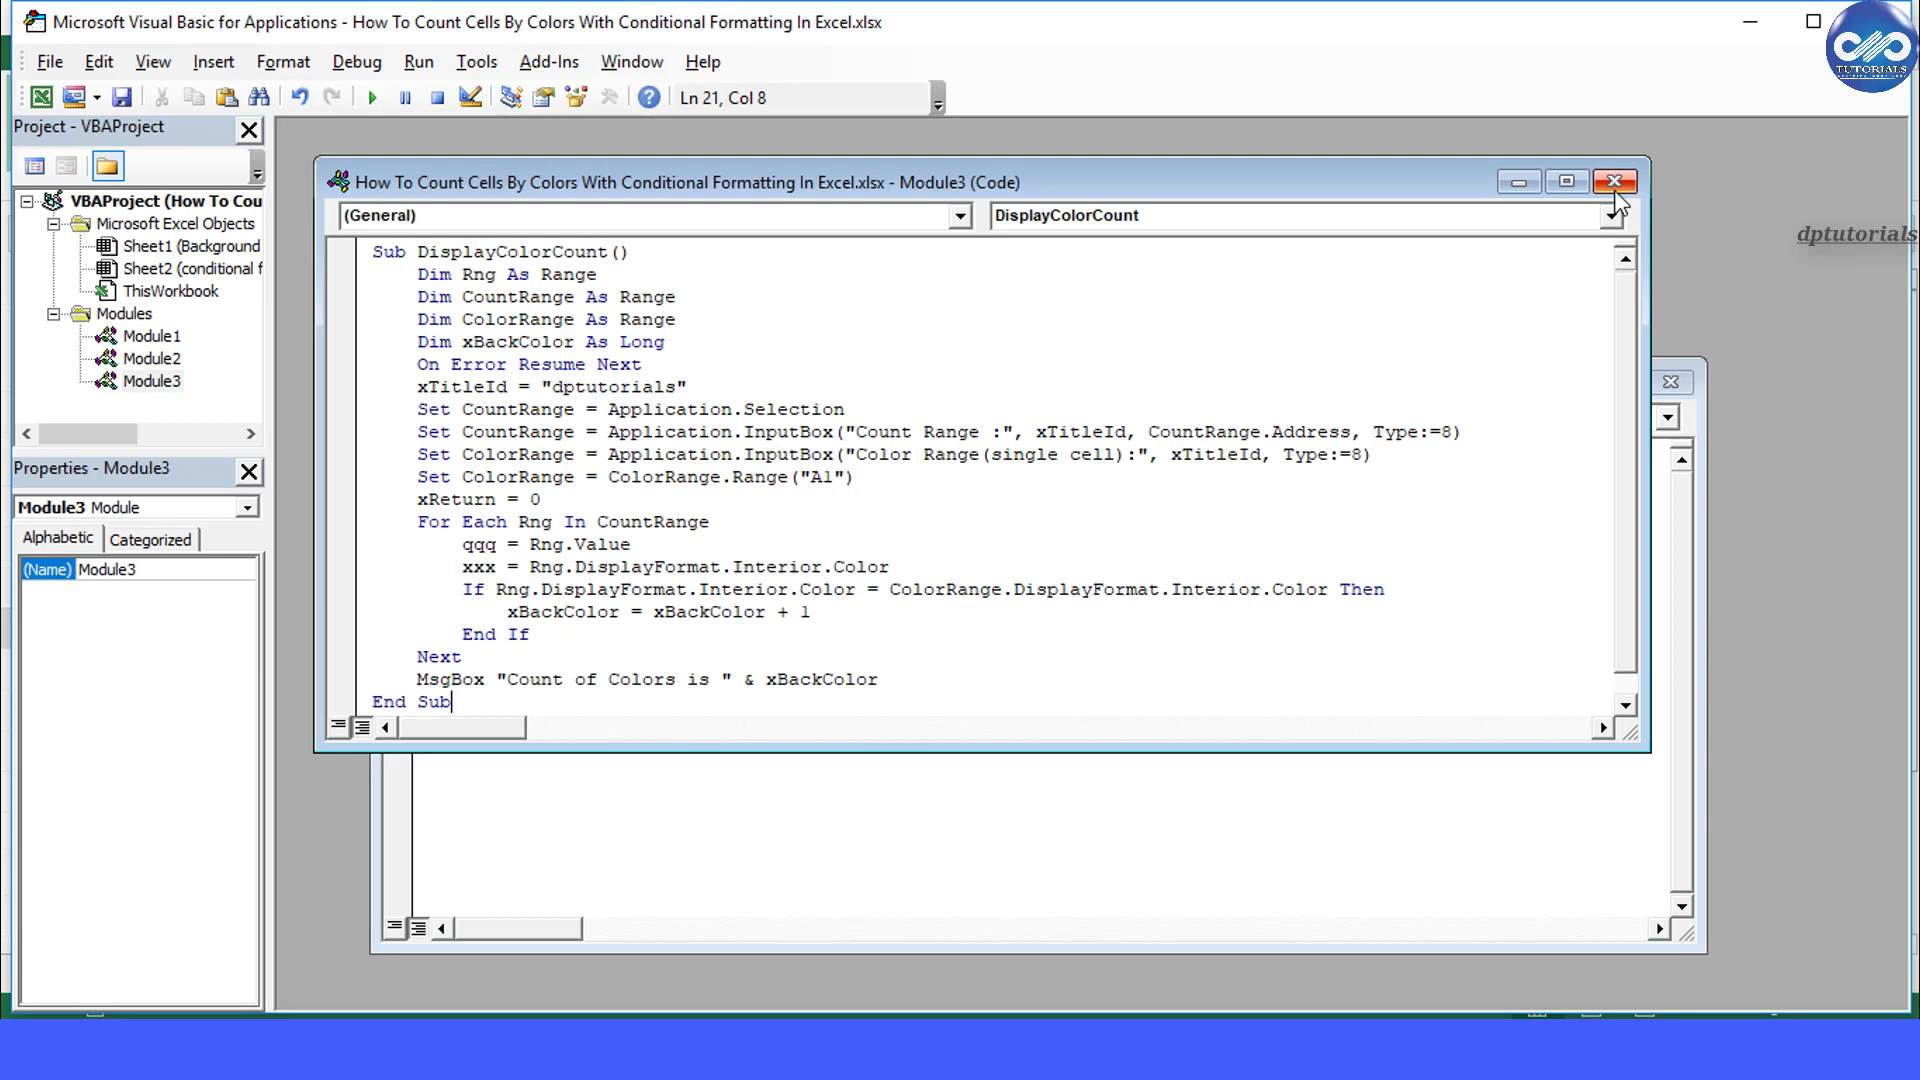 Microsoft Visual Basic for Applications - How To Count Cells By Colors With Conditional Formatting In Excel.xlsx
File Edit View Insert Format Debug Run Tools Add-Ins Window Help
Ln 21, Col 8
TUTORIALS
dptutorials
Project - VBAProject
VBAProject (How To Cou
Microsoft Excel Objects
Sheet1 (Background
Sheet2 (conditional f
ThisWorkbook
Modules
Module1
Module2
Module3
Properties - Module3
Module3 Module
Alphabetic Categorized
(Name) Module3
How To Count Cells By Colors With Conditional Formatting In Excel.xlsx - Module3 (Code)
(General) DisplayColorCount
Sub DisplayColorCount()
Dim Rng As Range
Dim CountRange As Range
Dim ColorRange As Range
Dim xBackColor As Long
On Error Resume Next
xTitleId = "dptutorials"
Set CountRange = Application.Selection
Set CountRange = Application.InputBox("Count Range :", xTitleId, CountRange.Address, Type:=8)
Set ColorRange = Application.InputBox("Color Range(single cell):", xTitleId, Type:=8)
Set ColorRange = ColorRange.Range("A1")
xReturn = 0
For Each Rng In CountRange
qqq = Rng.Value
xxx = Rng.DisplayFormat.Interior.Color
If Rng.DisplayFormat.Interior.Color = ColorRange.DisplayFormat.Interior.Color Then
xBackColor = xBackColor + 1
End If
Next
MsgBox "Count of Colors is " & xBackColor
End Sub